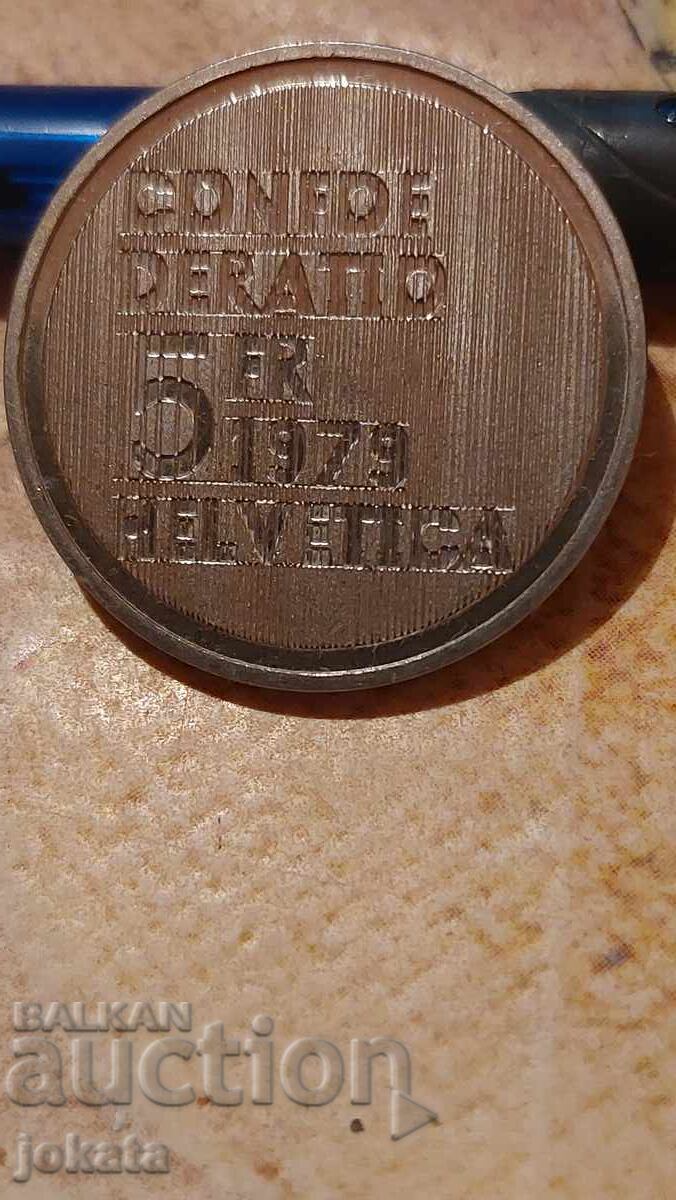 CONFOE
DERATIO
5 FR
1979
HELVETICA
BALKAN
auction
jokata